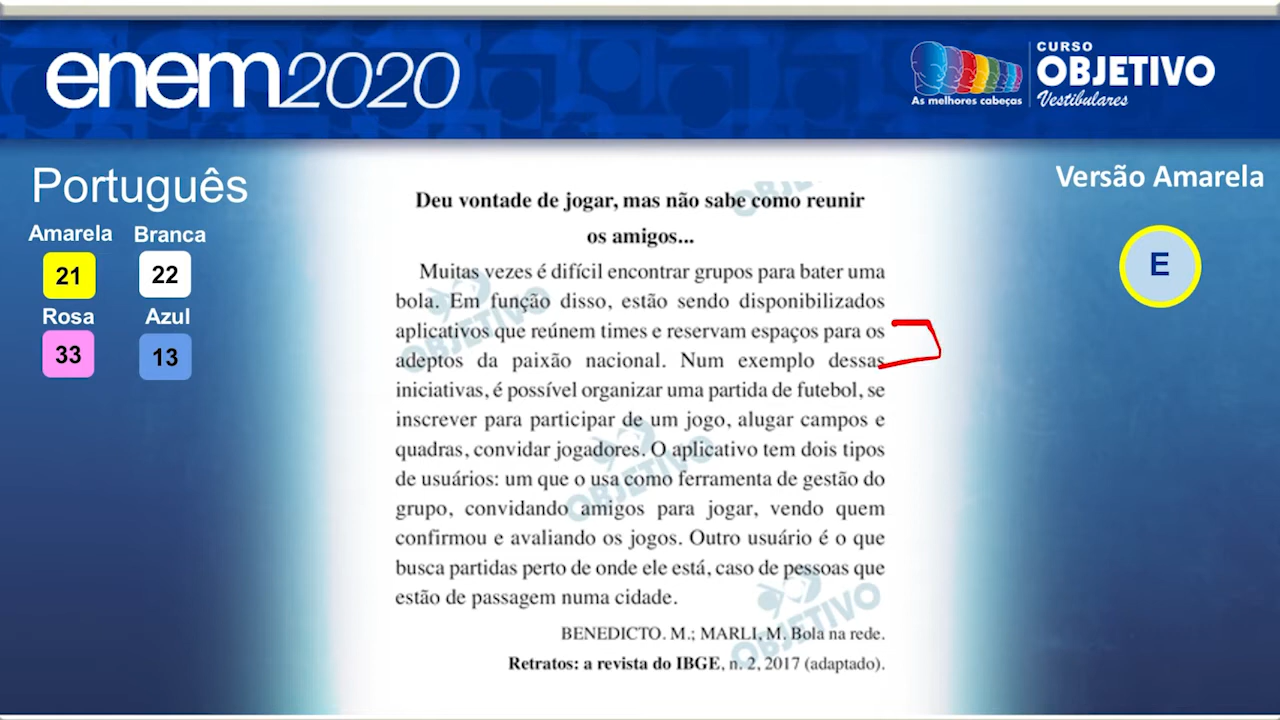 enem2020
CURSO
OBJETIVO
As melhores cabeças
Vestibulares
Português
Amarela Branca
21 22
Rosa Azul
33 13
Versão Amarela
E
Deu vontade de jogar, mas não sabe como reunir
os amigos...
Muitas vezes é difícil encontrar grupos para bater uma
bola. Em função disso, estão sendo disponibilizados
aplicativos que reúnem times e reservam espaços para os
adeptos da paixão nacional. Num exemplo dessas
iniciativas, é possível organizar uma partida de futebol, se
inscrever para participar de um jogo, alugar campos e
quadras, convidar jogadores. O aplicativo tem dois tipos
de usuários: um que o usa como ferramenta de gestão do
grupo, convidando amigos para jogar, vendo quem
confirmou e avaliando os jogos. Outro usuário é o que
busca partidas perto de onde ele está, caso de pessoas que
estão de passagem numa cidade.
BENEDICTO. M.; MARLI, M. Bola na rede.
Retratos: a revista do IBGE, n. 2, 2017 (adaptado).
OBJETIVO
OBJETIVO
OBJETIVO
OBJETIVO